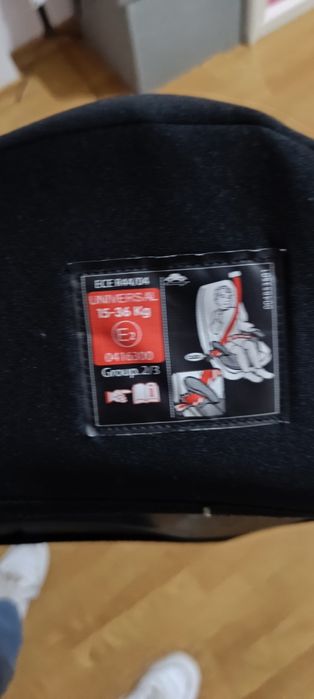 ECE R44/04
UNIVERSAL
15-36 Kg
E2
0416300
Group.2/3